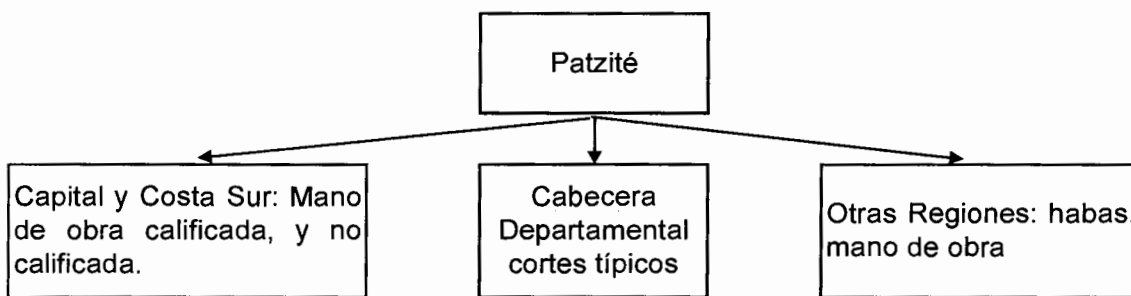 Patzité
Capital y Costa Sur: Mano
de obra calificada, y no
calificada.
Cabecera
Departamental
cortes típicos
Otras Regiones: habas.
mano de obra